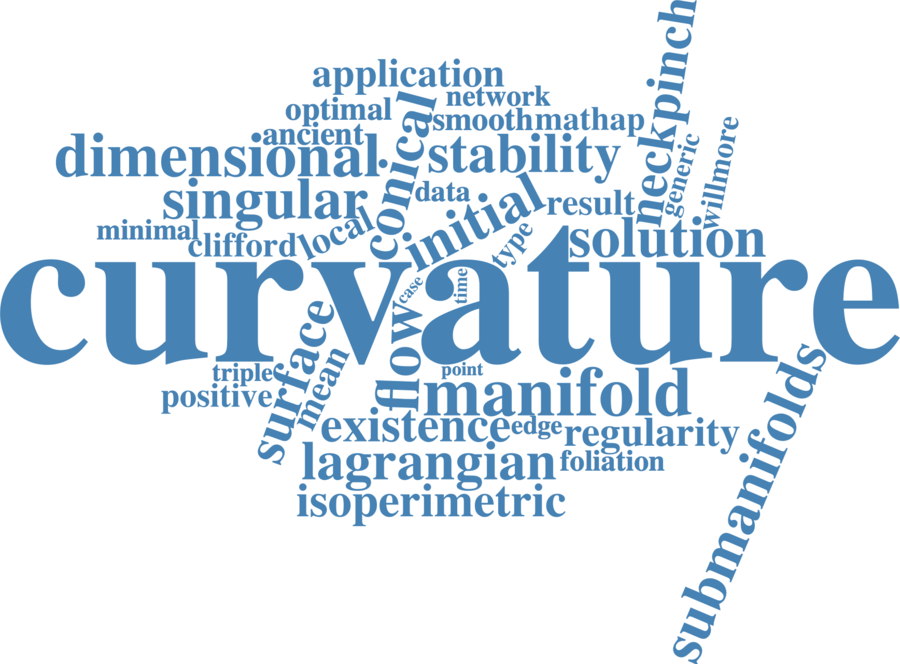 neckpinch
application
network
optimal
conical
smoothmathap
ancient
generic
willmore
dimensional
stability
singular
data
initial
result
minimal
clifford
local
type
solution
curvature
case
time
surface
mean
flow
triple
point
positive
manifold
submanifolds
existence
edge
regularity
lagrangian
foliation
isoperimetric